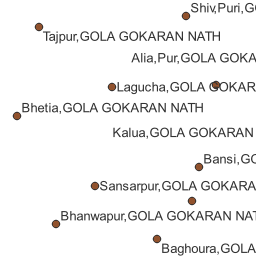 Shiv,Puri,G
Tajpur,GOLA GOKARAN NATH
Alia,Pur,GOLA GOKA
Lagucha,GOLA GOKAR
Bhetia,GOLA GOKARAN NATH
Kalua,GOLA GOKARAN
Bansi,GO
Sansarpur,GOLA GOKARA
Bhanwapur,GOLA GOKARAN NAT
Baghoura,GOLA